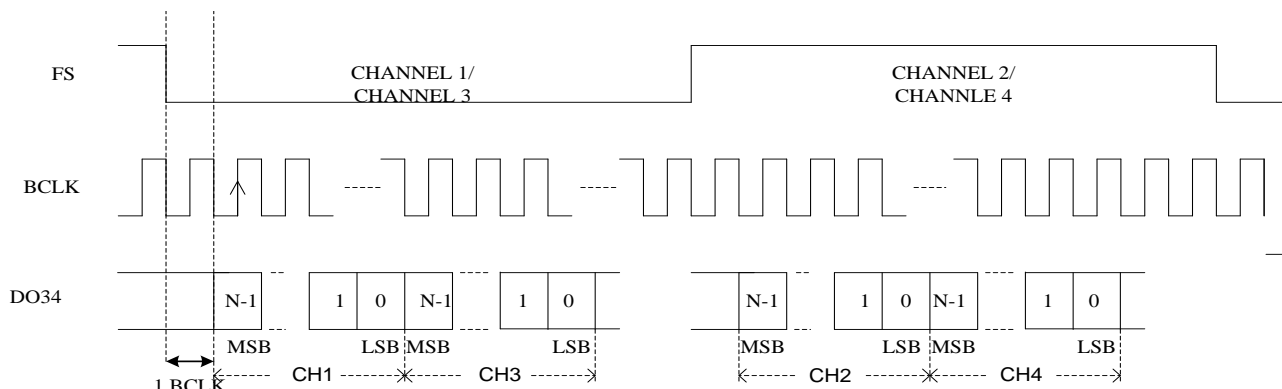 FS
CHANNEL 1/
CHANNEL 3
CHANNEL 2/
CHANNLE 4
BCLK
DO34
N-1
1
0
N-1
1
0
N-1
1
0
N-1
1
0
MSB
LSB
MSB
LSB
MSB
LSB
MSB
LSB
1 BCLK
CH1
CH3
CH2
CH4